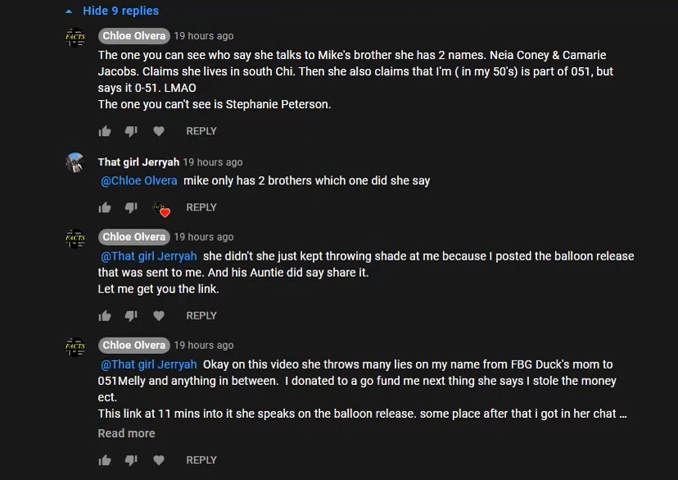 Hide 9 replies
FACTS
Chloe Olvera 19 hours ago
The one you can see who say she talks to Mike's brother she has 2 names. Neia Coney & Camarie
Jacobs. Claims she lives in south Chi. Then she also claims that I'm ( in my 50's) is part of 051, but
says it 0-51. LMAO
The one you can't see is Stephanie Peterson.
REPLY
That girl Jerryah 19 hours ago
@Chloe Olvera mike only has 2 brothers which one did she say
REPLY
FACTS
Chloe Olvera 19 hours ago
@That girl Jerryah she didn't she just kept throwing shade at me because I posted the balloon release
that was sent to me. And his Auntie did say share it.
Let me get you the link.
REPLY
FACTS
Chloe Olvera 19 hours ago
@That girl Jerryah Okay on this video she throws many lies on my name from FBG Duck's mom to
051Melly and anything in between. I donated to a go fund me next thing she says I stole the money
ect.
This link at 11 mins into it she speaks on the balloon release. some place after that i got in her chat ...
Read more
REPLY